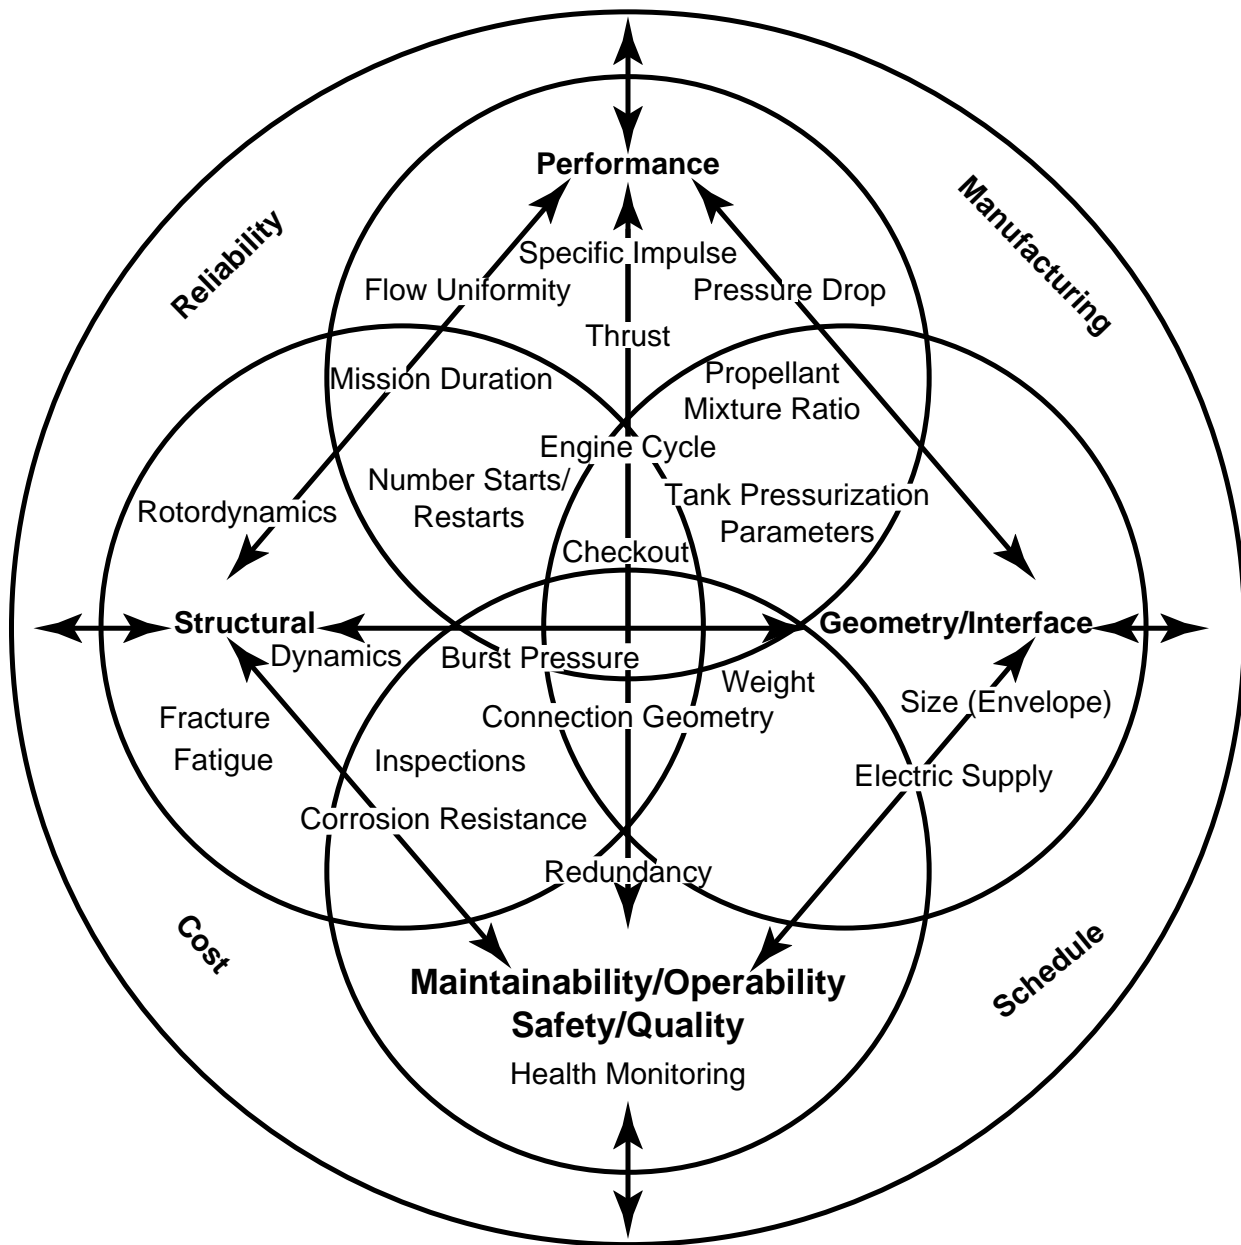 Performance
Reliability
Manufacturing
Specific Impulse
Flow Uniformity
Pressure Drop
Thrust
Mission Duration
Propellant
Mixture Ratio
Engine Cycle
Number Starts/
Restarts
Tank Pressurization
Parameters
Rotordynamics
Checkout
Structural
Geometry/Interface
Dynamics
Burst Pressure
Weight
Size (Envelope)
Fracture
Fatigue
Connection Geometry
Inspections
Electric Supply
Corrosion Resistance
Redundancy
Cost
Schedule
Maintainability/Operability
Safety/Quality
Health Monitoring